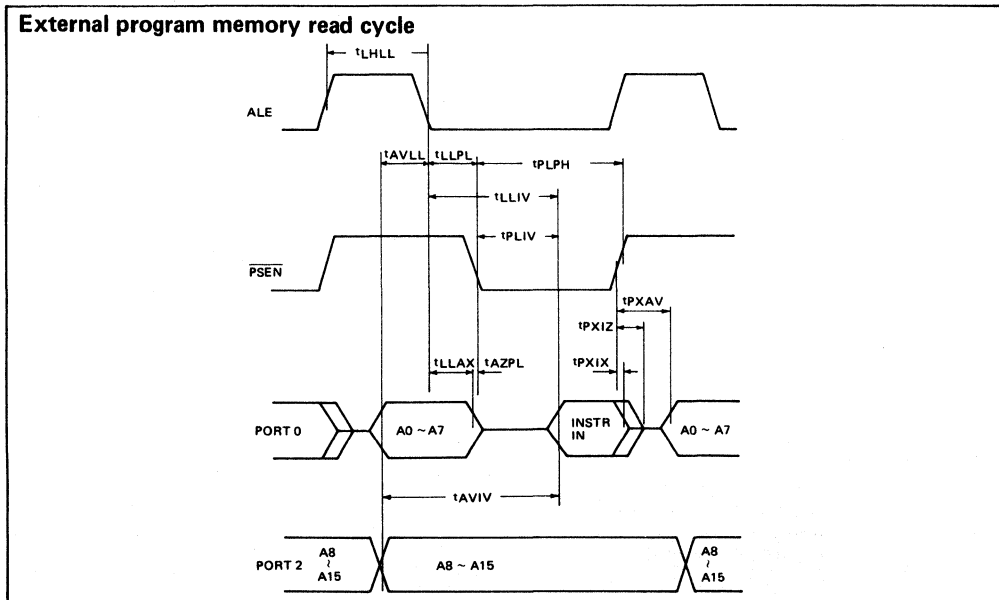 External program memory read cycle
tLHLL
ALE
tAVLL
tLLPL
tPLPH
tLLIV
tPLIV
PSEN
tPXAV
tPXIZ
tLLAX
tAZPL
tPXIX
PORT 0
A0 ~ A7
INSTR
IN
A0 ~ A7
tAVIV
PORT 2
A8
~
A15
A8 ~ A15
A8
~
A15